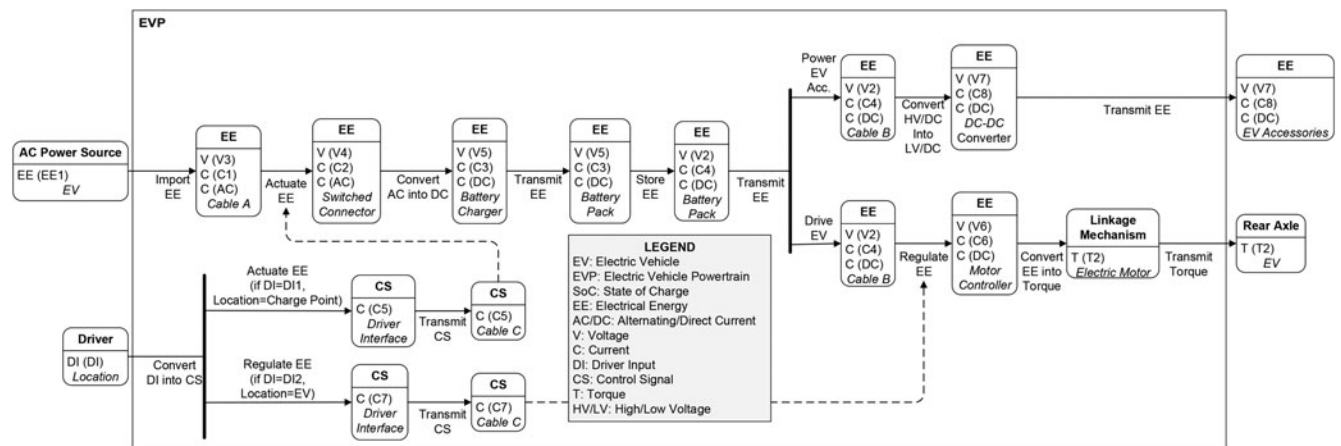 EVP
AC Power Source
EE (EE1)
EV
Import
EE
EE
V (V3)
C (C1)
C (AC)
Cable A
Actuate
EE
EE
V (V4)
C (C2)
C (AC)
Switched
Connector
Convert
AC into DC
EE
V (V5)
C (C3)
C (DC)
Battery
Charger
Transmit
EE
EE
V (V5)
C (C3)
C (DC)
Battery
Pack
Store
EE
EE
V (V2)
C (C4)
C (DC)
Battery
Pack
Transmit
EE
Power
EV
Acc.
EE
V (V2)
C (C4)
C (DC)
Cable B
Convert
HV/DC
Into
LV/DC
EE
V (V7)
C (C8)
C (DC)
DC-DC
Converter
Transmit EE
EE
V (V7)
C (C8)
C (DC)
EV Accessories
Drive
EV
EE
V (V2)
C (C4)
C (DC)
Cable B
Regulate
EE
EE
V (V6)
C (C6)
C (DC)
Motor
Controller
Convert
EE into
Torque
Linkage
Mechanism
T (T2)
Electric Motor
Transmit
Torque
Rear Axle
T (T2)
EV
Driver
DI (DI)
Location
Convert
DI into CS
Actuate EE
(if DI=DI1,
Location=Charge Point)
CS
C (C5)
Driver
Interface
Transmit
CS
CS
C (C5)
Cable C
Regulate EE
(if DI=DI2,
Location=EV)
CS
C (C7)
Driver
Interface
Transmit
CS
CS
C (C7)
Cable C
LEGEND
EV: Electric Vehicle
EVP: Electric Vehicle Powertrain
SoC: State of Charge
EE: Electrical Energy
AC/DC: Alternating/Direct Current
V: Voltage
C: Current
DI: Driver Input
CS: Control Signal
T: Torque
HV/LV: High/Low Voltage